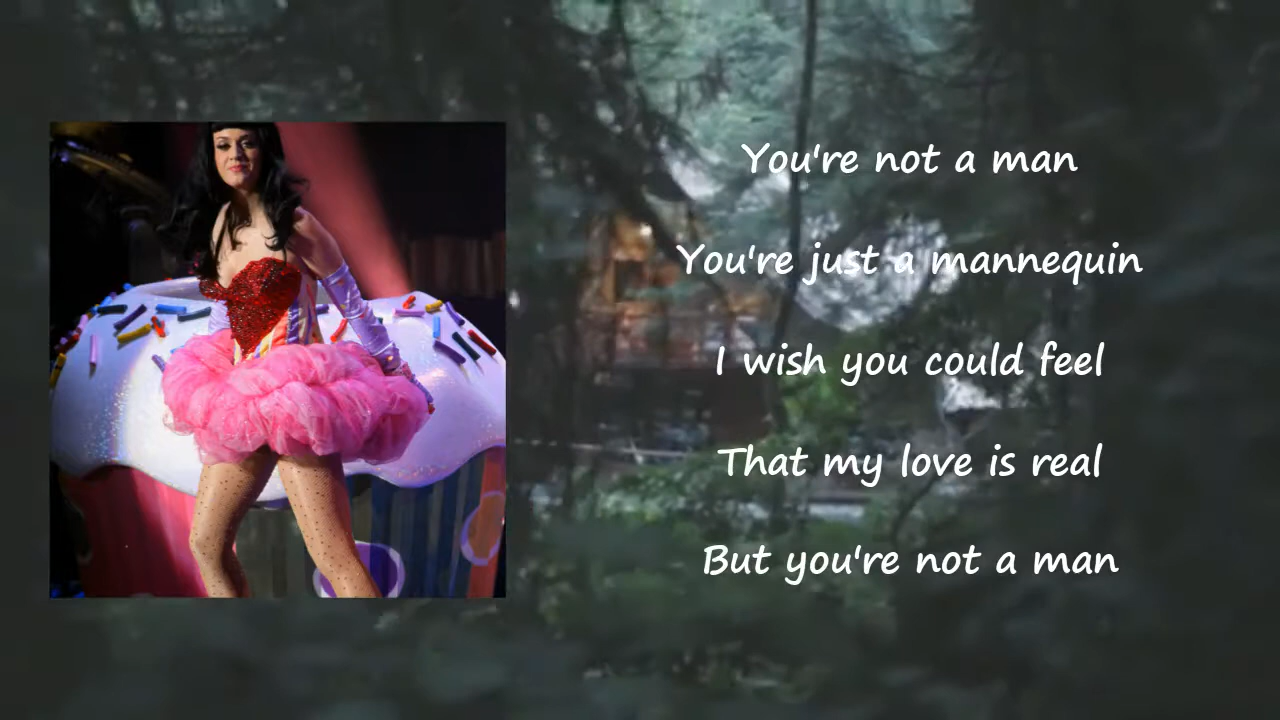 You're not a man
You're just a mannequin
I wish you could feel
That my love is real
But you're not a man